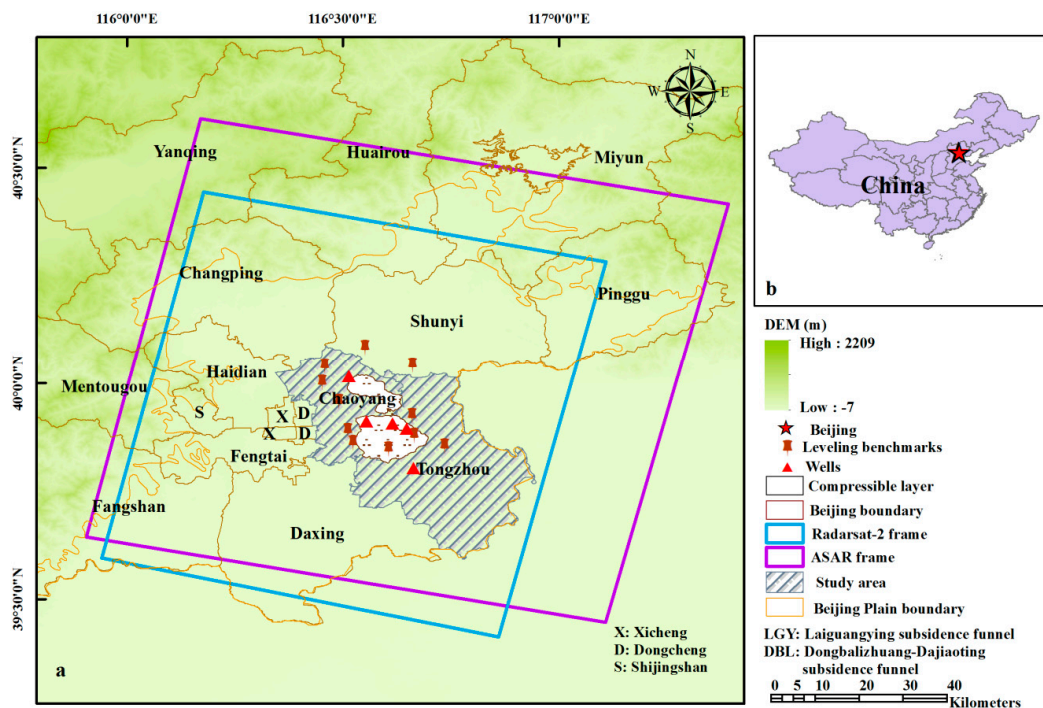 116°0'0"E 116°30'0"E 117°0'0"E
40°30'0"N
40°0'0"N
39°30'0"N
N
W E
S
Yanqing
Huairou
Miyun
Changping
Pinggu
Shunyi
Haidian
Mentougou
Chaoyang
S
X D
X D
Fengtai
Tongzhou
Fangshan
Daxing
X: Xicheng
D: Dongcheng
S: Shijingshan
a
China
b
DEM (m)
High : 2209
Low : -7
Beijing
Leveling benchmarks
Wells
Compressible layer
Beijing boundary
Radarsat-2 frame
ASAR frame
Study area
Beijing Plain boundary
LGY: Laiguangying subsidence funnel
DBL: Dongbalizhuang-Dajiaoting
subsidence funnel
0 5 10 20 30 40
Kilometers